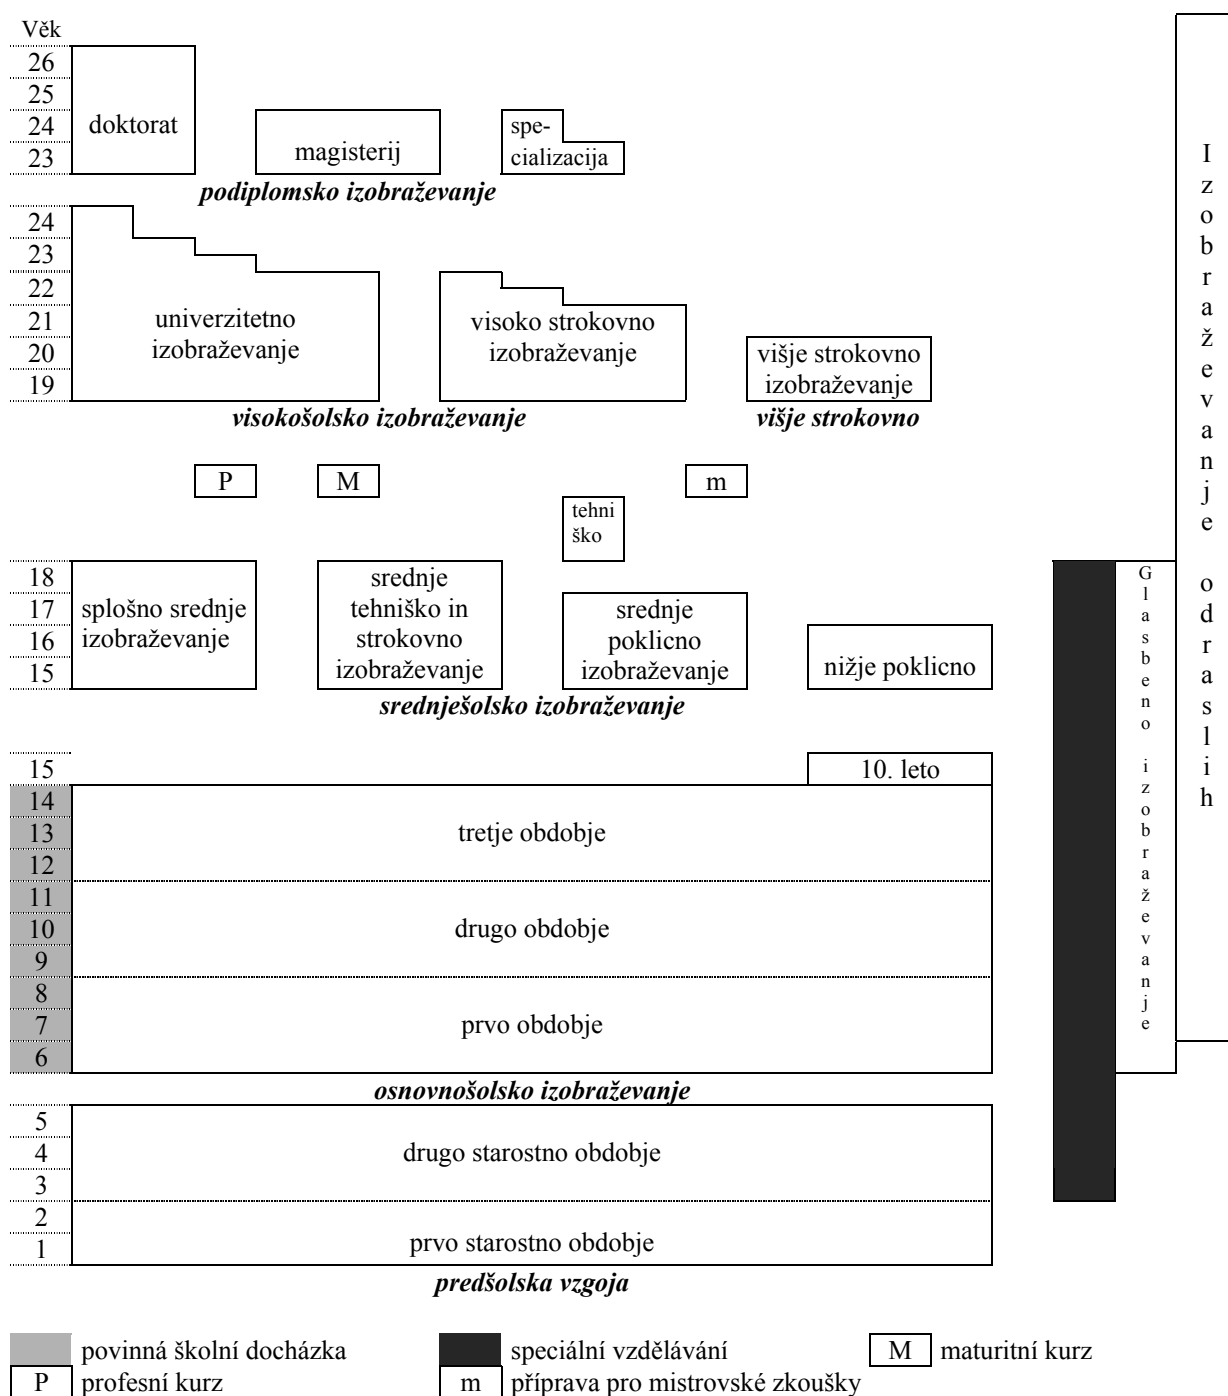 Věk
26
25
24
23
doktorat
magisterij
spe-
cializacija
podiplomsko izobraževanje
24
23
22
21
20
19
univerzitetno
izobraževanje
visoko strokovno
izobraževanje
višje strokovno
izobraževanje
visokošolsko izobraževanje
višje strokovno
P
M
m
tehni
ško
18
17
16
15
splošno srednje
izobraževanje
srednje
tehniško in
strokovno
izobraževanje
srednje
poklicno
izobraževanje
nižje poklicno
srednješolsko izobraževanje
15
10. leto
14
13
12
tretje obdobje
11
10
9
drugo obdobje
8
7
6
prvo obdobje
osnovnošolsko izobraževanje
5
4
3
drugo starostno obdobje
2
1
prvo starostno obdobje
predšolska vzgoja
Glasbeno izobraževanje
Izobraževanje odraslih
povinná školní docházka
speciální vzdělávání
M maturitní kurz
P profesní kurz
m příprava pro mistrovské zkoušky